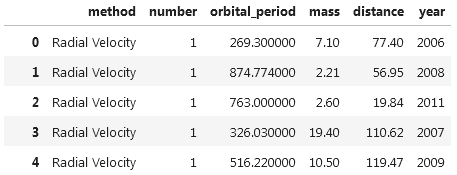 method number orbital_period mass distance year
0 Radial Velocity 1 269.300000 7.10 77.40 2006
1 Radial Velocity 1 874.774000 2.21 56.95 2008
2 Radial Velocity 1 763.000000 2.60 19.84 2011
3 Radial Velocity 1 326.030000 19.40 110.62 2007
4 Radial Velocity 1 516.220000 10.50 119.47 2009